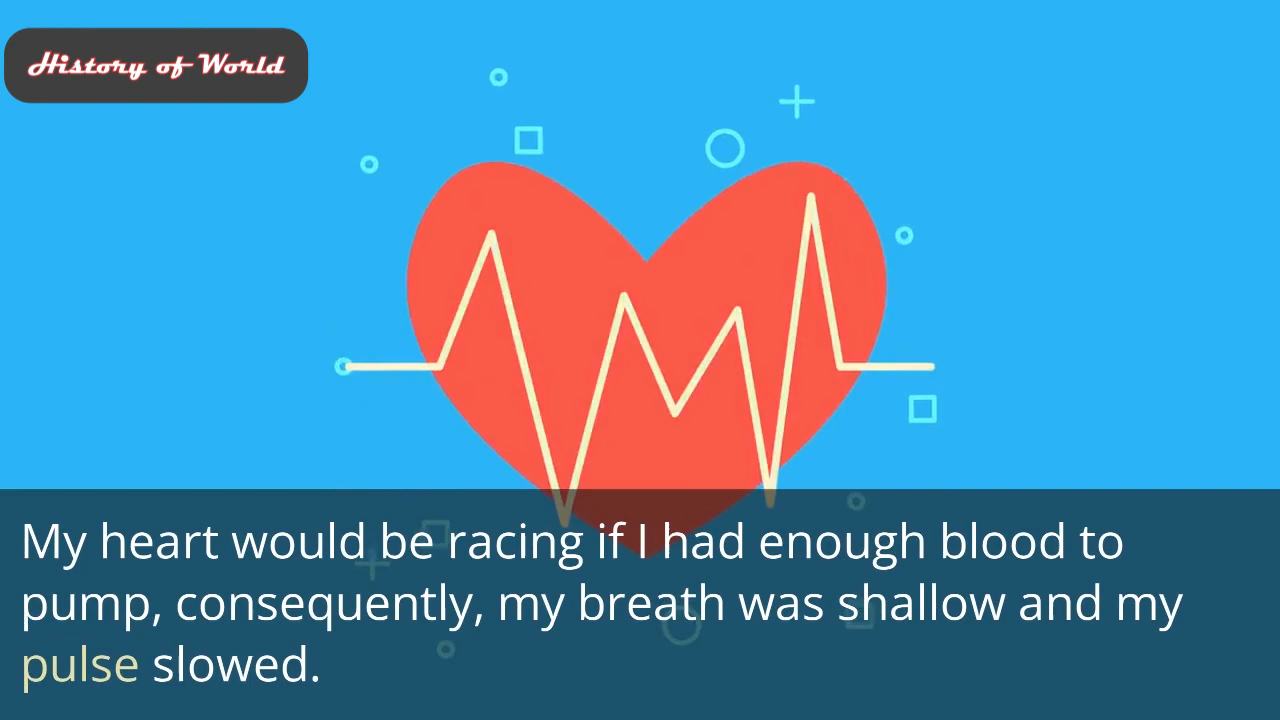 History of World
My heart would be racing if I had enough blood to
pump, consequently, my breath was shallow and my
pulse slowed.